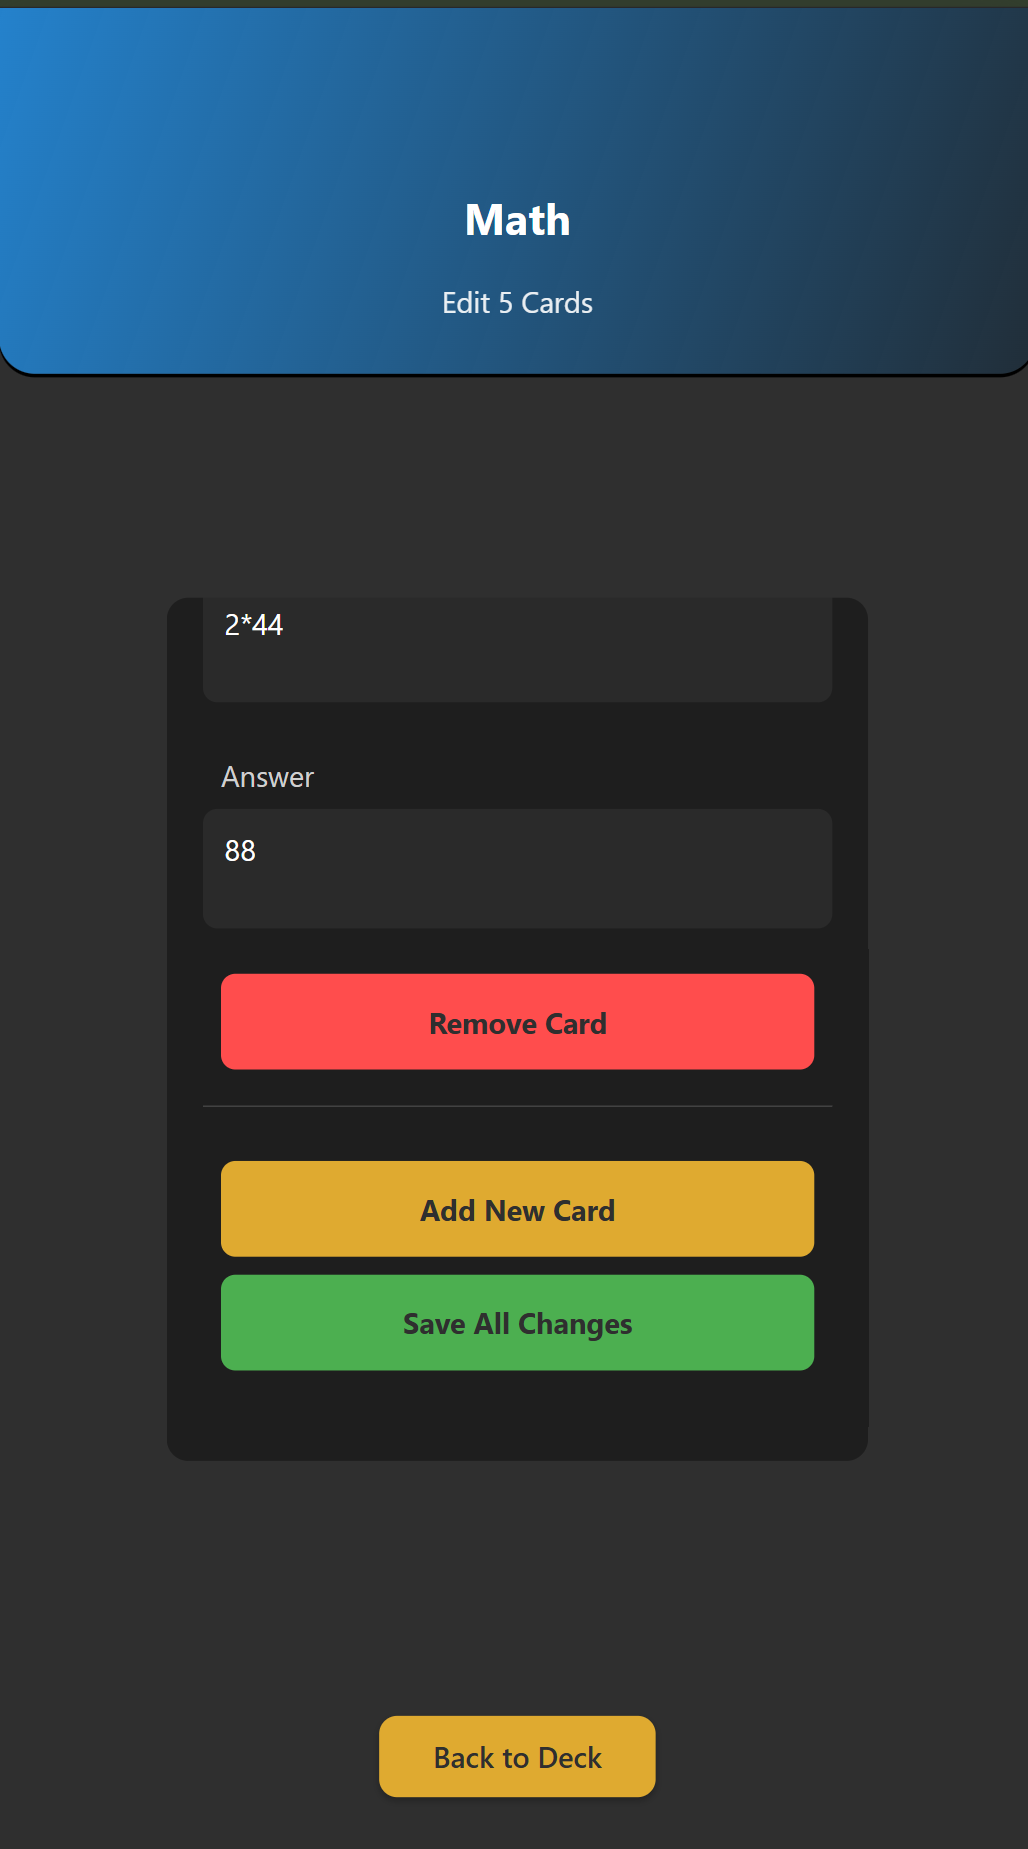 Math
Edit 5 Cards
2*44
Answer
88
Remove Card
Add New Card
Save All Changes
Back to Deck